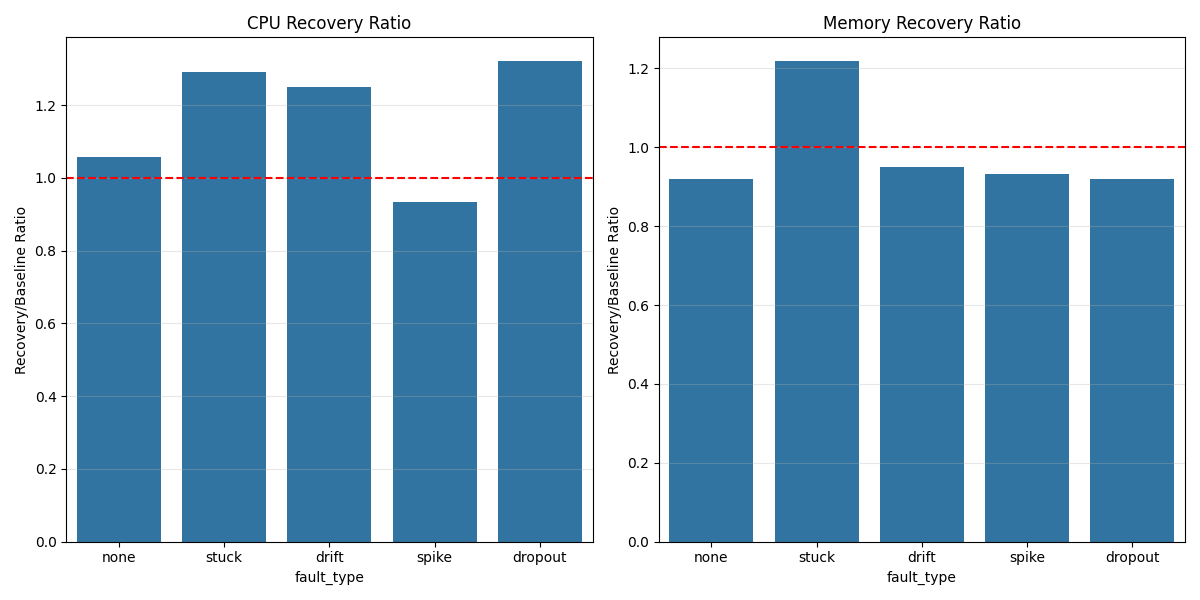 CPU Recovery Ratio
Recovery/Baseline Ratio
1.2
1.0
0.8
0.6
0.4
0.2
0.0
none stuck drift spike dropout
fault_type
Memory Recovery Ratio
Recovery/Baseline Ratio
1.2
1.0
0.8
0.6
0.4
0.2
0.0
none stuck drift spike dropout
fault_type